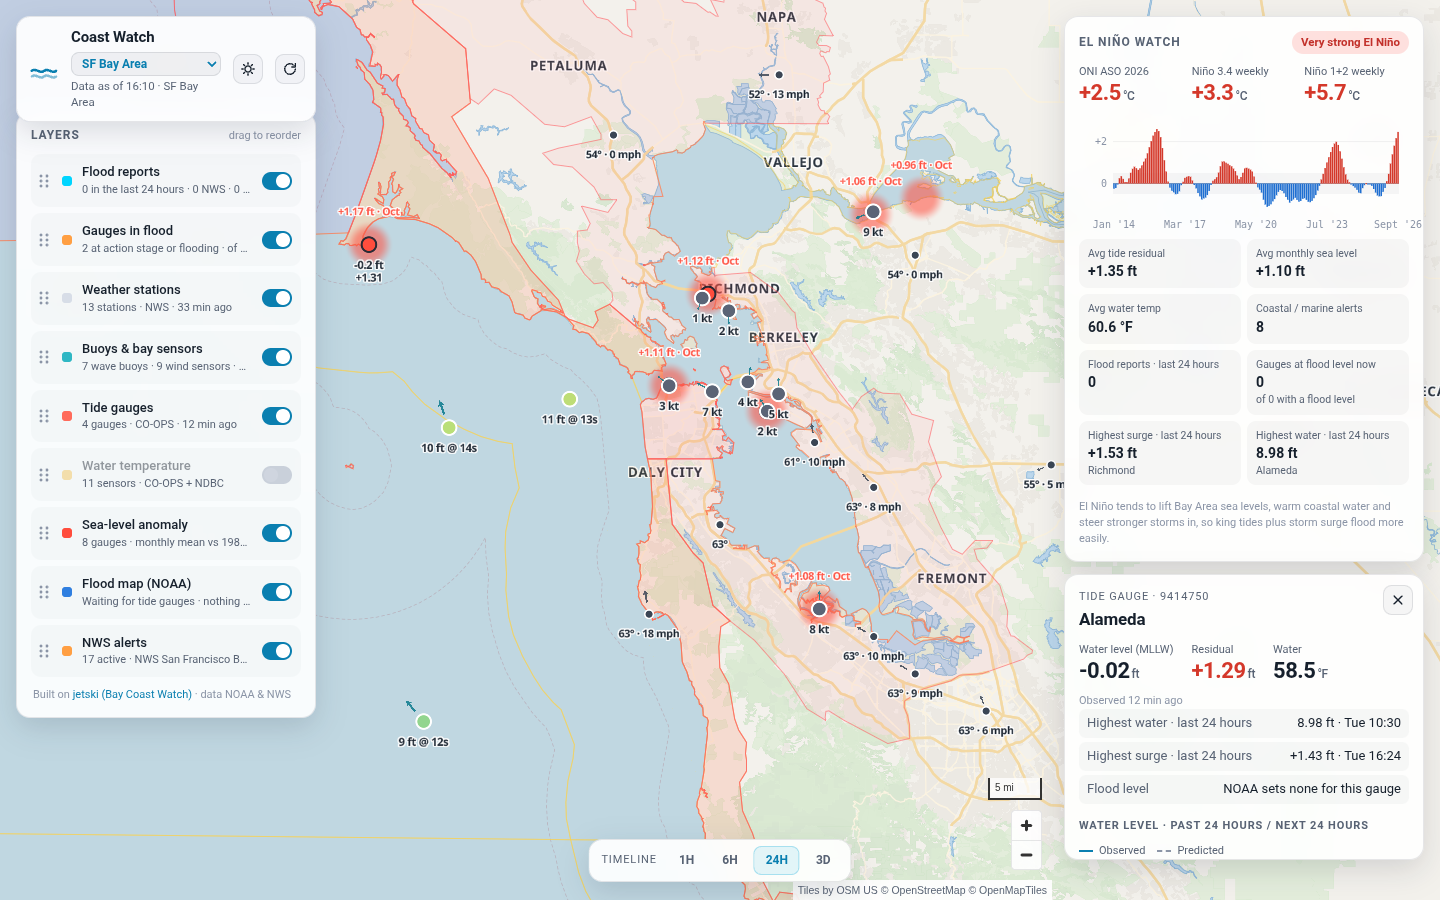 Coast Watch
SF Bay Area
Data as of 16:10 · SF Bay
Area
LAYERS
drag to reorder
Flood reports
0 in the last 24 hours · 0 NWS · 0 ...
Gauges in flood
2 at action stage or flooding · of ...
Weather stations
13 stations · NWS · 33 min ago
Buoys & bay sensors
7 wave buoys · 9 wind sensors · ...
Tide gauges
4 gauges · CO-OPS · 12 min ago
Water temperature
11 sensors · CO-OPS + NDBC
Sea-level anomaly
8 gauges · monthly mean vs 198...
Flood map (NOAA)
Waiting for tide gauges · nothing ...
NWS alerts
17 active · NWS San Francisco B...
Built on jetski (Bay Coast Watch) · data NOAA & NWS
NAPA
PETALUMA
52° · 13 mph
54° · 0 mph
VALLEJO
+0.96 ft · Oct
+1.06 ft · Oct
9 kt
54° · 0 mph
+1.17 ft · Oct
-0.2 ft
+1.31
+1.12 ft · Oct
RICHMOND
1 kt
2 kt
BERKELEY
+1.11 ft · Oct
3 kt
7 kt
4 kt
5 kt
2 kt
11 ft @ 13s
10 ft @ 14s
DALY CITY
61° · 10 mph
55° · 5 m
63° · 8 mph
63°
FREMONT
+1.08 ft · Oct
8 kt
63° · 18 mph
63° · 10 mph
63° · 9 mph
63° · 6 mph
9 ft @ 12s
5 mi
+
−
TIMELINE
1H
6H
24H
3D
Tiles by OSM US © OpenStreetMap © OpenMapTiles
EL NIÑO WATCH
Very strong El Niño
ONI ASO 2026
Niño 3.4 weekly
Niño 1+2 weekly
+2.5 °C
+3.3 °C
+5.7 °C
+2
0
Jan '14
Mar '17
May '20
Jul '23
Sept '26
Avg tide residual
+1.35 ft
Avg monthly sea level
+1.10 ft
Avg water temp
60.6 °F
Coastal / marine alerts
8
Flood reports · last 24 hours
0
Gauges at flood level now
0
of 0 with a flood level
Highest surge · last 24 hours
+1.53 ft
Richmond
Highest water · last 24 hours
8.98 ft
Alameda
El Niño tends to lift Bay Area sea levels, warm coastal water and
steer stronger storms in, so king tides plus storm surge flood more
easily.
TIDE GAUGE · 9414750
Alameda
Water level (MLLW)
Residual
Water
-0.02 ft
+1.29 ft
58.5 °F
Observed 12 min ago
Highest water · last 24 hours
8.98 ft · Tue 10:30
Highest surge · last 24 hours
+1.43 ft · Tue 16:24
Flood level
NOAA sets none for this gauge
WATER LEVEL · PAST 24 HOURS / NEXT 24 HOURS
Observed
Predicted